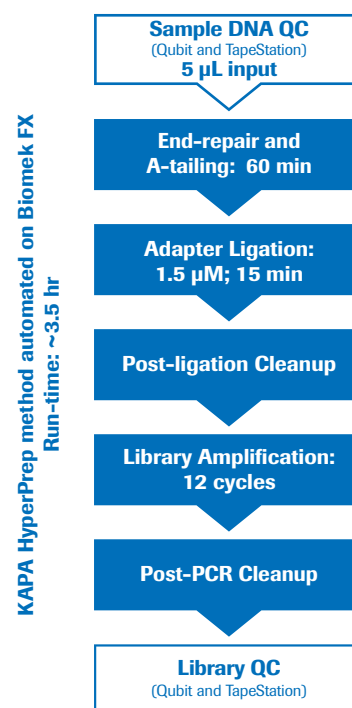 Sample DNA QC
(Qubit and TapeStation)
5 µL input
End-repair and
A-tailing: 60 min
Adapter Ligation:
1.5 µM; 15 min
Post-ligation Cleanup
Library Amplification:
12 cycles
Post-PCR Cleanup
Library QC
(Qubit and TapeStation)
KAPA HyperPrep method automated on Biomek FX
Run-time: ~3.5 hr